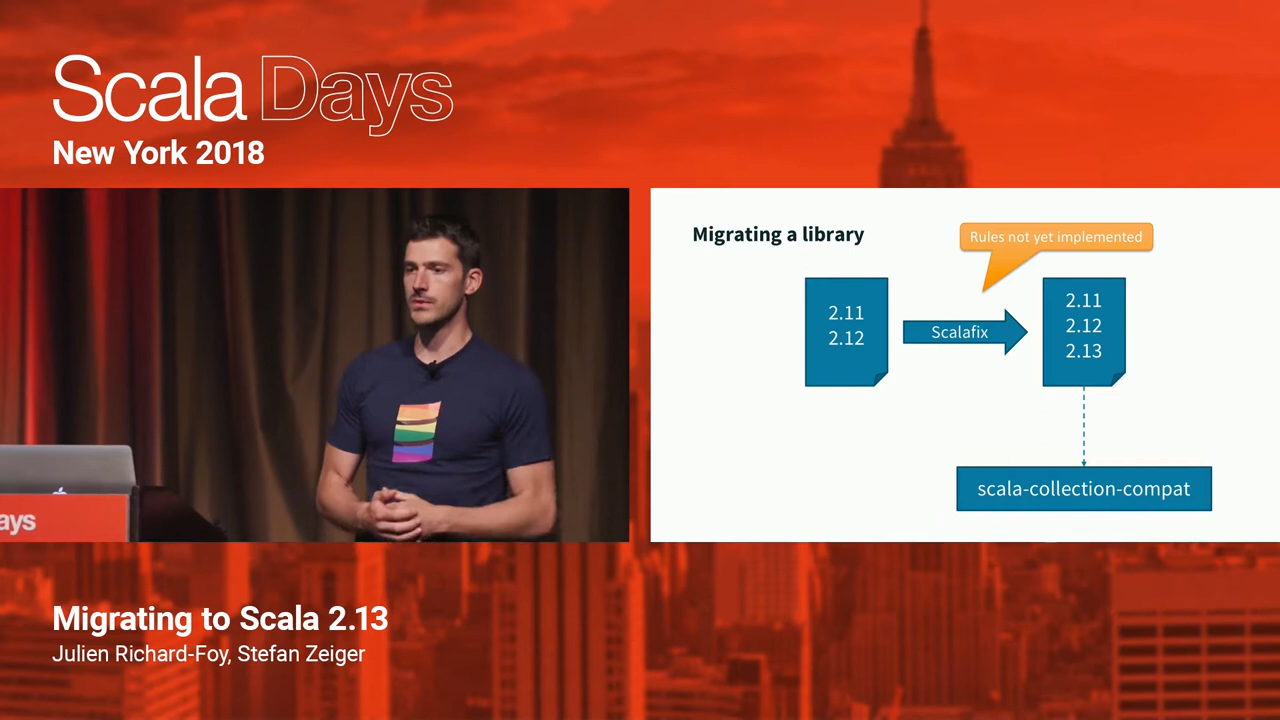 Scala Days
New York 2018
Migrating a library
Rules not yet implemented
2.11
2.12
Scalafix
2.11
2.12
2.13
scala-collection-compat
ays
Migrating to Scala 2.13
Julien Richard-Foy, Stefan Zeiger